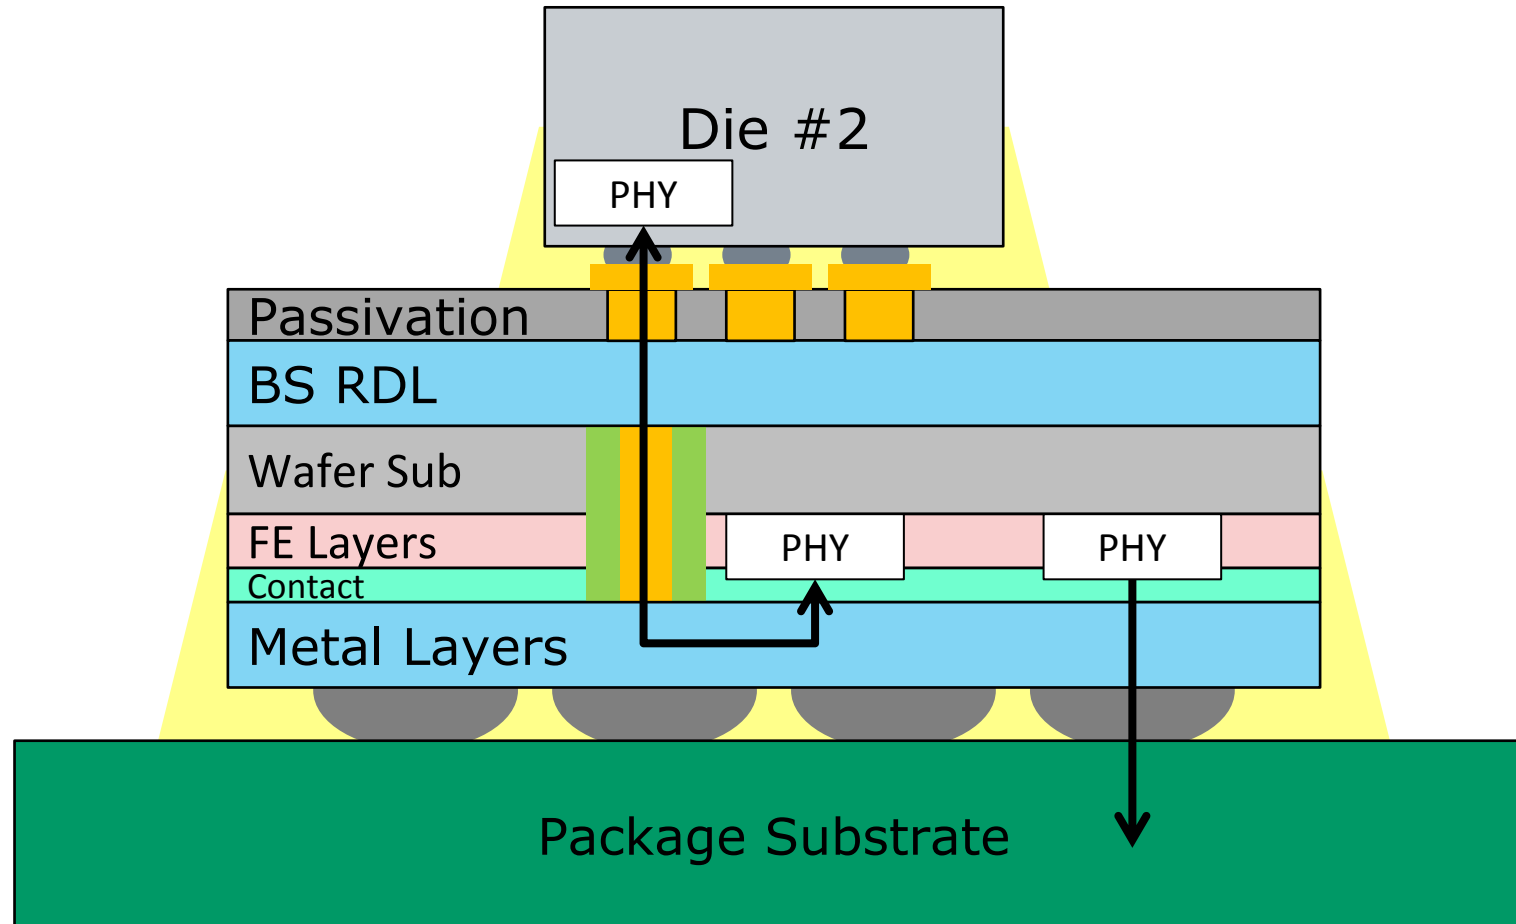 Die #2
PHY
Passivation
BS RDL
Wafer Sub
FE Layers
PHY
PHY
Contact
Metal Layers
Package Substrate